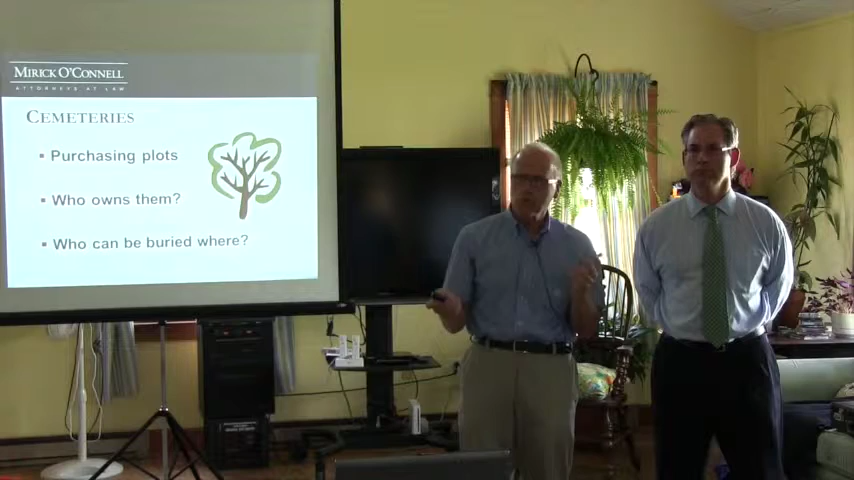 MIRICK O'CONNELL
ATTORNEYS AT LAW
CEMETERIES
▪ Purchasing plots
▪ Who owns them?
▪ Who can be buried where?